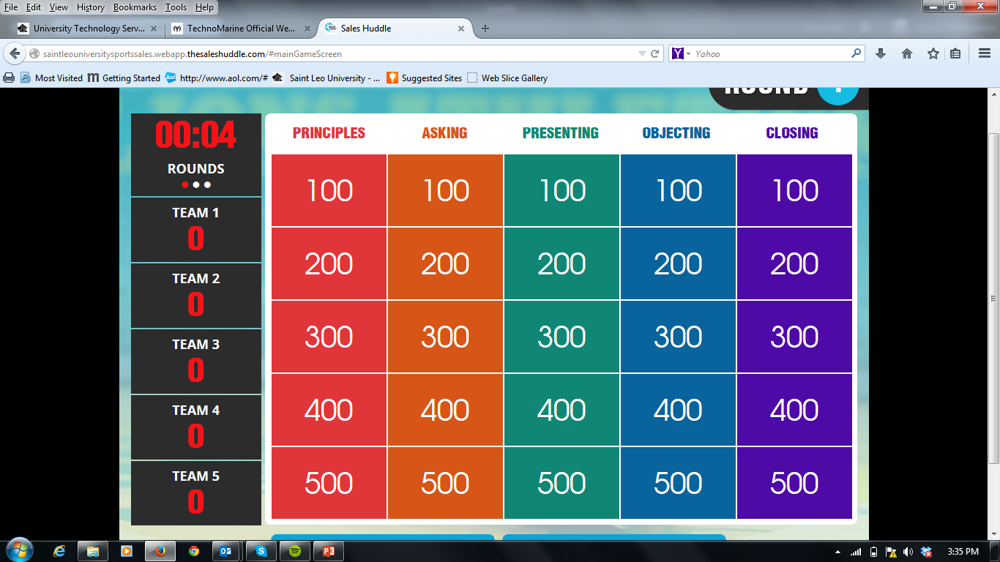 File Edit View History Bookmarks Tools Help
University Technology Serv... TechnoMarine Official We... Sales Huddle
saintleouniversitysportssales.webapp.thesaleshuddle.com/#mainGameScreen Yahoo
Most Visited Getting Started http://www.aol.com/# Saint Leo University - ... Suggested Sites Web Slice Gallery
ROUND
00:04
ROUNDS
TEAM 1
0
TEAM 2
0
TEAM 3
0
TEAM 4
0
TEAM 5
0
PRINCIPLES ASKING PRESENTING OBJECTING CLOSING
100 100 100 100 100
200 200 200 200 200
300 300 300 300 300
400 400 400 400 400
500 500 500 500 500
3:35 PM